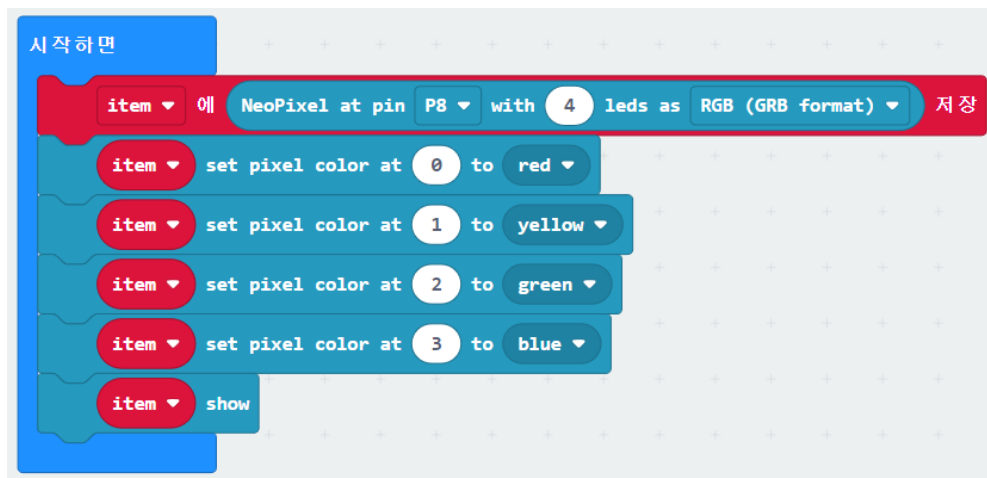 시작하면
item 에 NeoPixel at pin P8 with 4 leds as RGB (GRB format) 저장
item set pixel color at 0 to red
item set pixel color at 1 to yellow
item set pixel color at 2 to green
item set pixel color at 3 to blue
item show